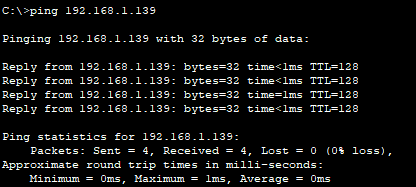 C:\>ping 192.168.1.139
Pinging 192.168.1.139 with 32 bytes of data:
Reply from 192.168.1.139: bytes=32 time<1ms TTL=128
Reply from 192.168.1.139: bytes=32 time<1ms TTL=128
Reply from 192.168.1.139: bytes=32 time<1ms TTL=128
Reply from 192.168.1.139: bytes=32 time<1ms TTL=128
Ping statistics for 192.168.1.139:
Packets: Sent = 4, Received = 4, Lost = 0 (0% loss),
Approximate round trip times in milli-seconds:
Minimum = 0ms, Maximum = 1ms, Average = 0ms